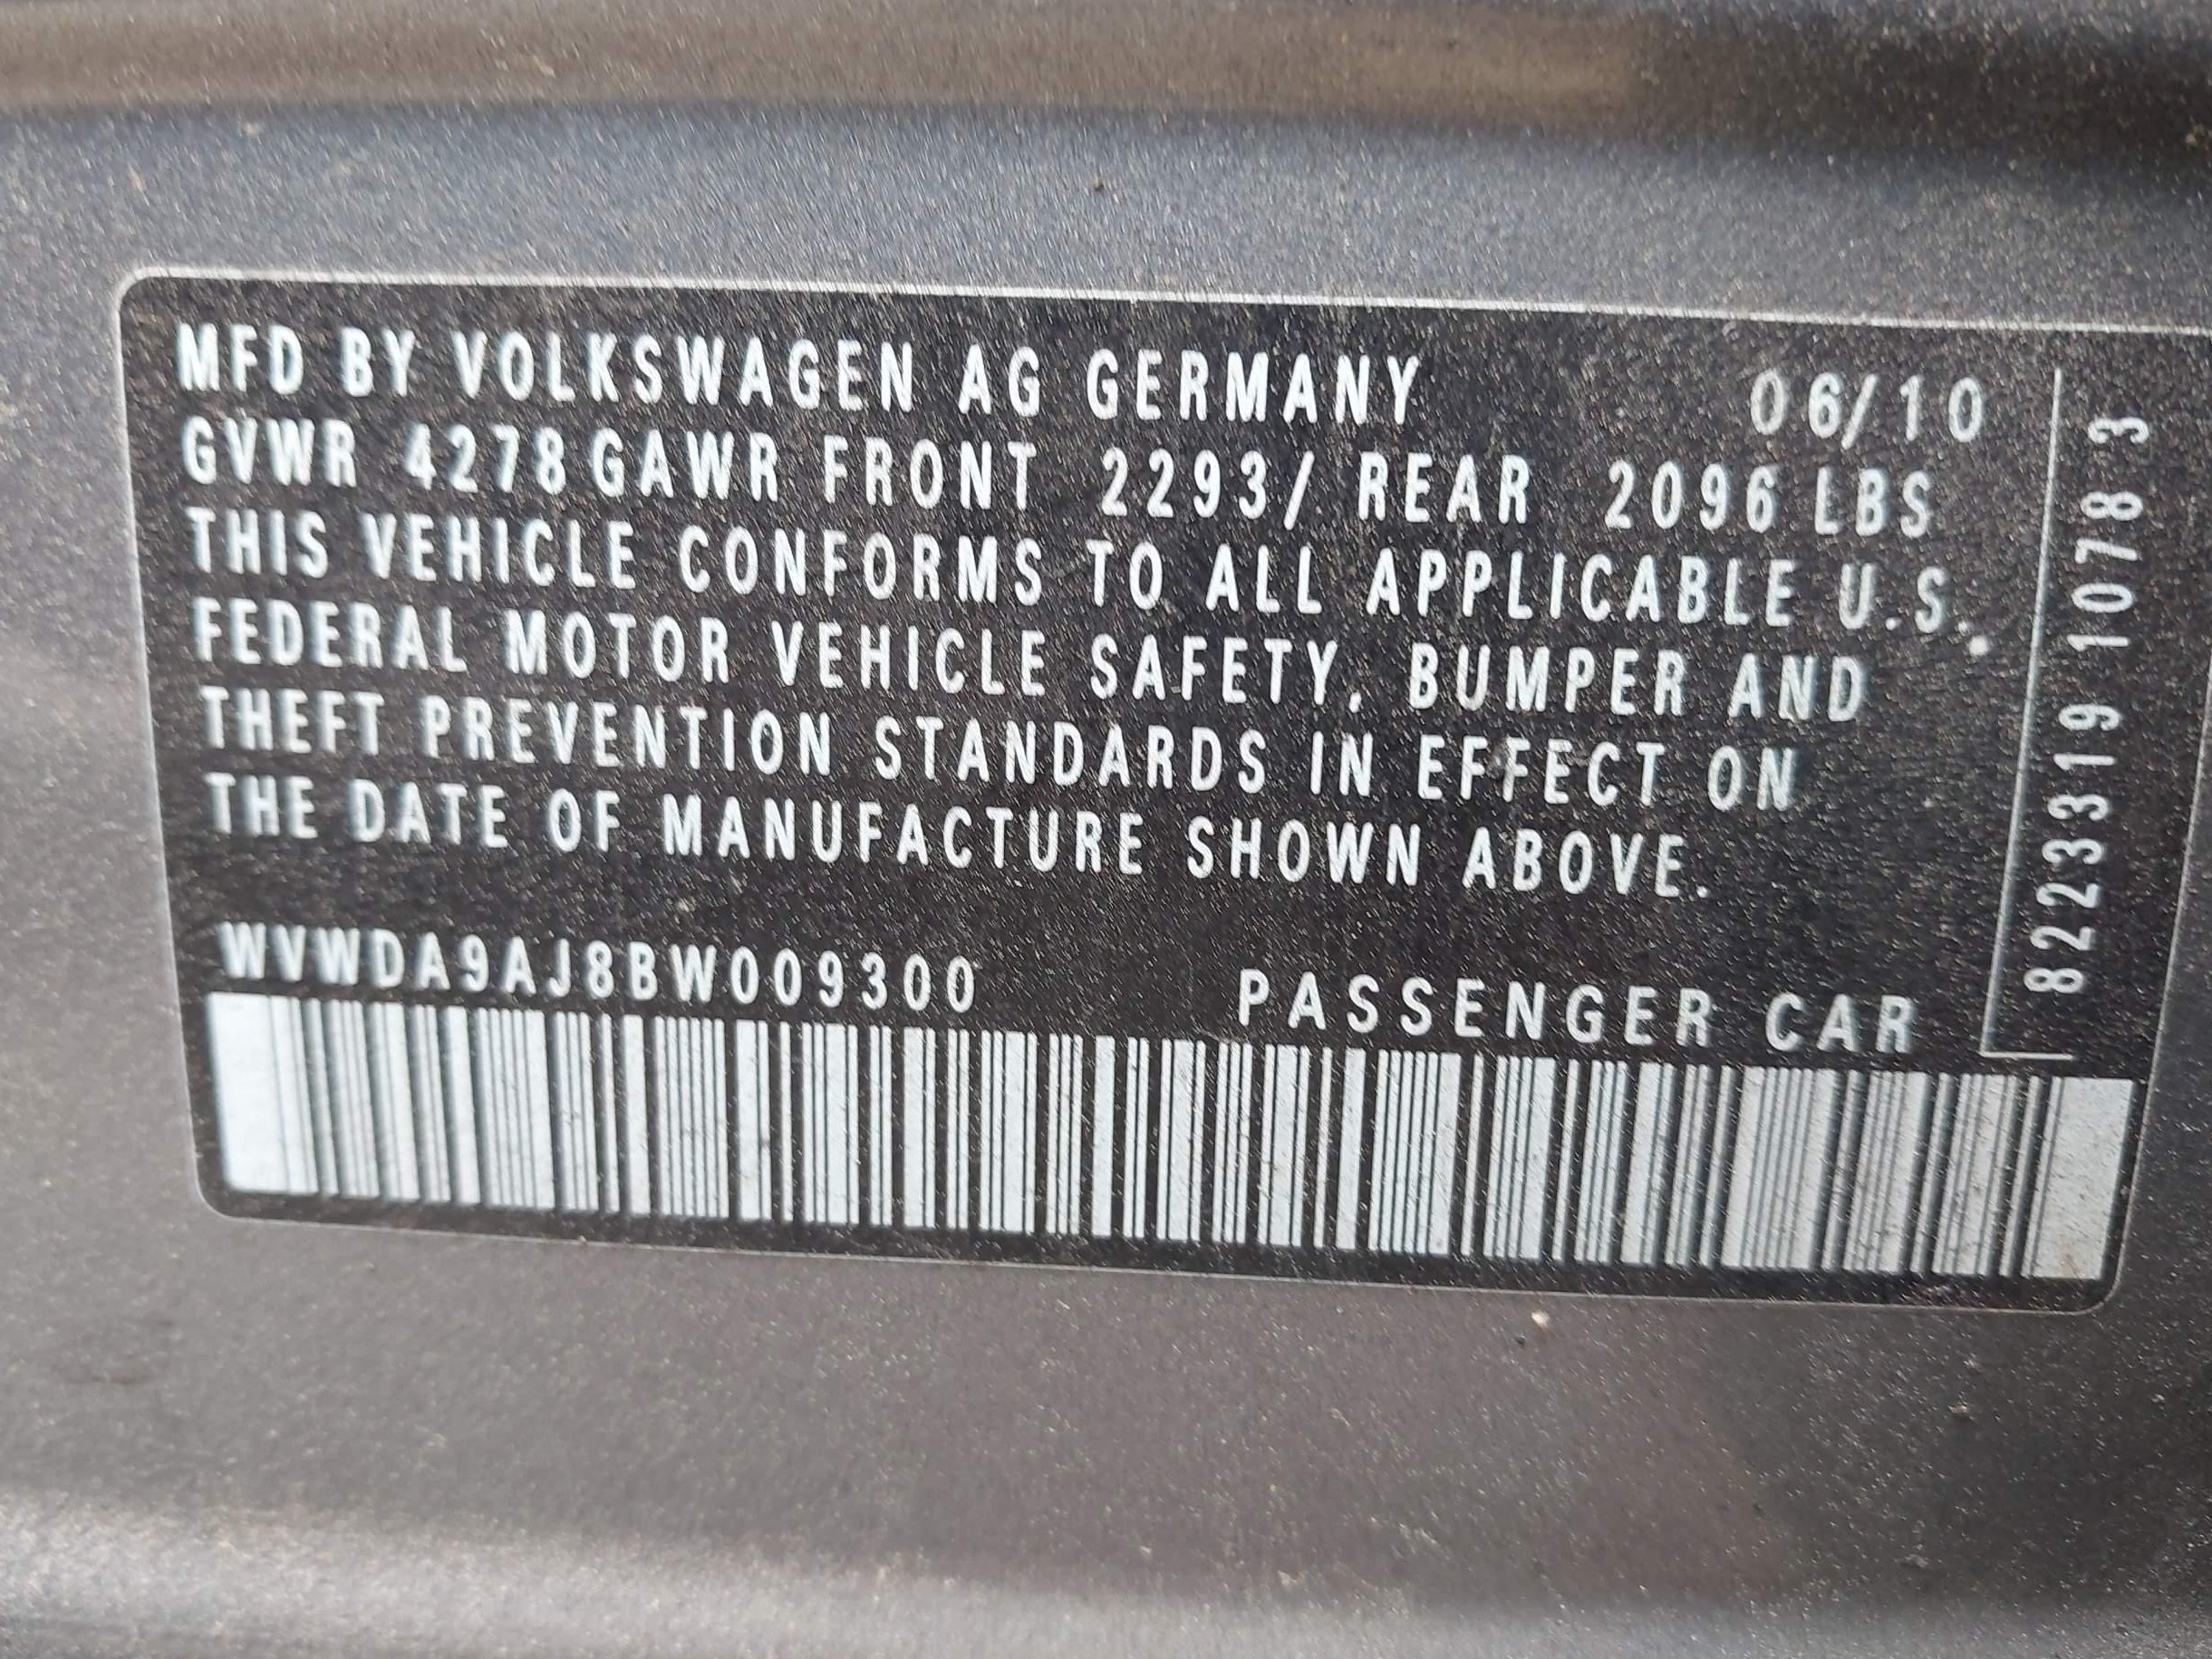 MFD BY VOLKSWAGEN AG GERMANY 06/10
GVWR 4278 GAWR FRONT 2293/ REAR 2096 LBS
THIS VEHICLE CONFORMS TO ALL APPLICABLE U.S.
FEDERAL MOTOR VEHICLE SAFETY, BUMPER AND
THEFT PREVENTION STANDARDS IN EFFECT ON
THE DATE OF MANUFACTURE SHOWN ABOVE.
WVWDA9AJ8BW009300 PASSENGER CAR
8223319 1078 3